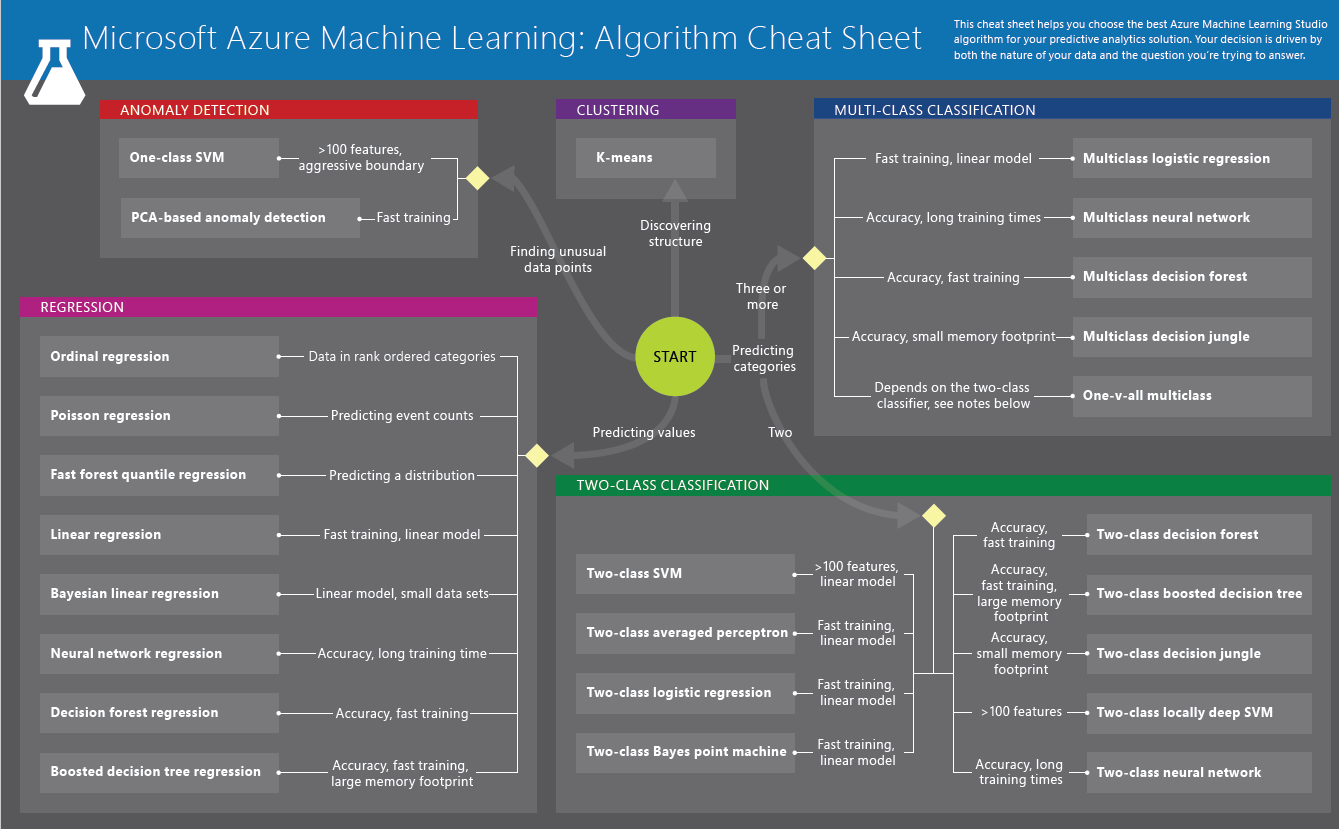 Microsoft Azure Machine Learning: Algorithm Cheat Sheet
This cheat sheet helps you choose the best Azure Machine Learning Studio
algorithm for your predictive analytics solution. Your decision is driven by
both the nature of your data and the question you're trying to answer.
ANOMALY DETECTION
One-class SVM
>100 features,
aggressive boundary
PCA-based anomaly detection
Fast training
CLUSTERING
K-means
MULTI-CLASS CLASSIFICATION
Fast training, linear model
Multiclass logistic regression
Accuracy, long training times
Multiclass neural network
Accuracy, fast training
Multiclass decision forest
Accuracy, small memory footprint
Multiclass decision jungle
Depends on the two-class
classifier, see notes below
One-v-all multiclass
Finding unusual
data points
Discovering
structure
Three or
more
START
Predicting
categories
Predicting values
Two
REGRESSION
Ordinal regression
Data in rank ordered categories
Poisson regression
Predicting event counts
Fast forest quantile regression
Predicting a distribution
Linear regression
Fast training, linear model
Bayesian linear regression
Linear model, small data sets
Neural network regression
Accuracy, long training time
Decision forest regression
Accuracy, fast training
Boosted decision tree regression
Accuracy, fast training,
large memory footprint
TWO-CLASS CLASSIFICATION
Two-class SVM
>100 features,
linear model
Two-class averaged perceptron
Fast training,
linear model
Two-class logistic regression
Fast training,
linear model
Two-class Bayes point machine
Fast training,
linear model
Accuracy,
fast training
Two-class decision forest
Accuracy,
fast training,
large memory
footprint
Two-class boosted decision tree
Accuracy,
small memory
footprint
Two-class decision jungle
>100 features
Two-class locally deep SVM
Accuracy, long
training times
Two-class neural network